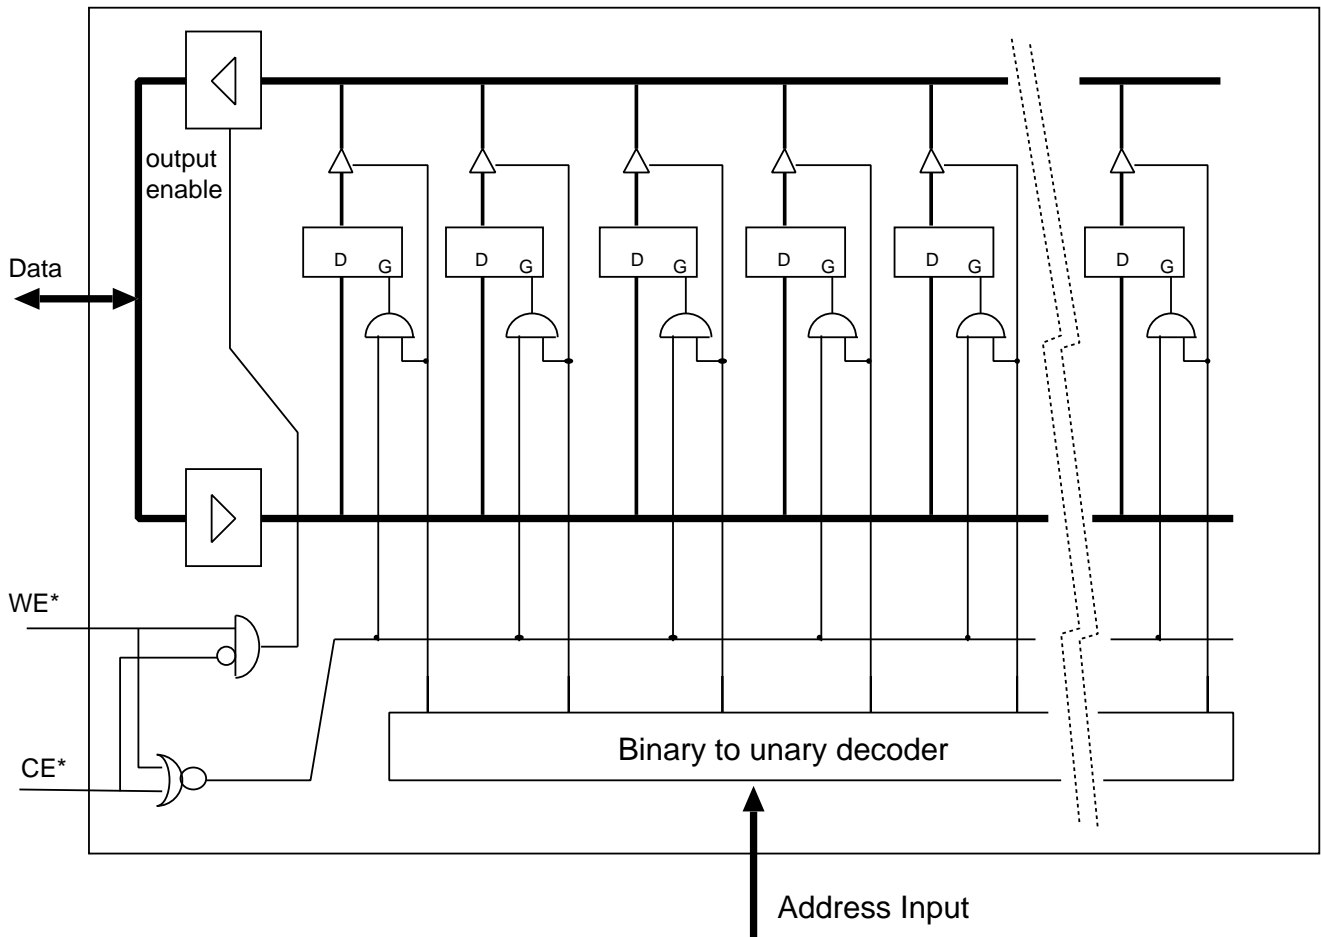 output
enable
Data
D G D G D G D G D G D G
WE*
CE*
Binary to unary decoder
Address Input